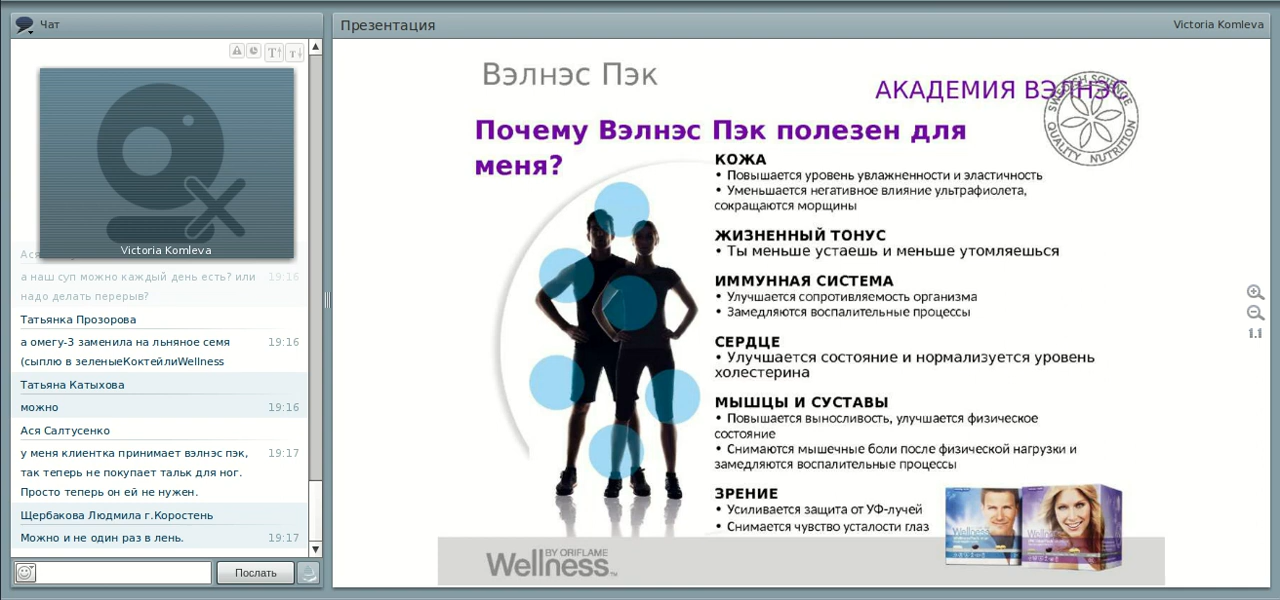 Чат
Victoria Komleva
Ася
а наш суп можно каждый день есть? или 19:16
надо делать перерыв?
Татьянка Прозорова
а омегу-3 заменила на льняное семя 19:16
(сыплю в зеленыеКоктейлиWellness
Татьяна Катыхова
можно 19:16
Ася Салтусенко
у меня клиентка принимает вэлнэс пэк, 19:17
так теперь не покупает тальк для ног.
Просто теперь он ей не нужен.
Щербакова Людмила г.Коростень
Можно и не один раз в лень. 19:17
Послать
Презентация
Victoria Komleva
Вэлнэс Пэк
АКАДЕМИЯ ВЭЛНЭС
SWEDISH SCIENCE
QUALITY NUTRITION
Почему Вэлнэс Пэк полезен для
меня?
КОЖА
• Повышается уровень увлажненности и эластичность
• Уменьшается негативное влияние ультрафиолета,
сокращаются морщины
ЖИЗНЕННЫЙ ТОНУС
• Ты меньше устаешь и меньше утомляешься
ИММУННАЯ СИСТЕМА
• Улучшается сопротивляемость организма
• Замедляются воспалительные процессы
СЕРДЦЕ
• Улучшается состояние и нормализуется уровень
холестерина
МЫШЦЫ И СУСТАВЫ
• Повышается выносливость, улучшается физическое
состояние
• Снимаются мышечные боли после физической нагрузки и
замедляются воспалительные процессы
ЗРЕНИЕ
• Усиливается защита от УФ-лучей
• Снимается чувство усталости глаз
Wellness
Wellness
BY ORIFLAME
Wellness™
1.1